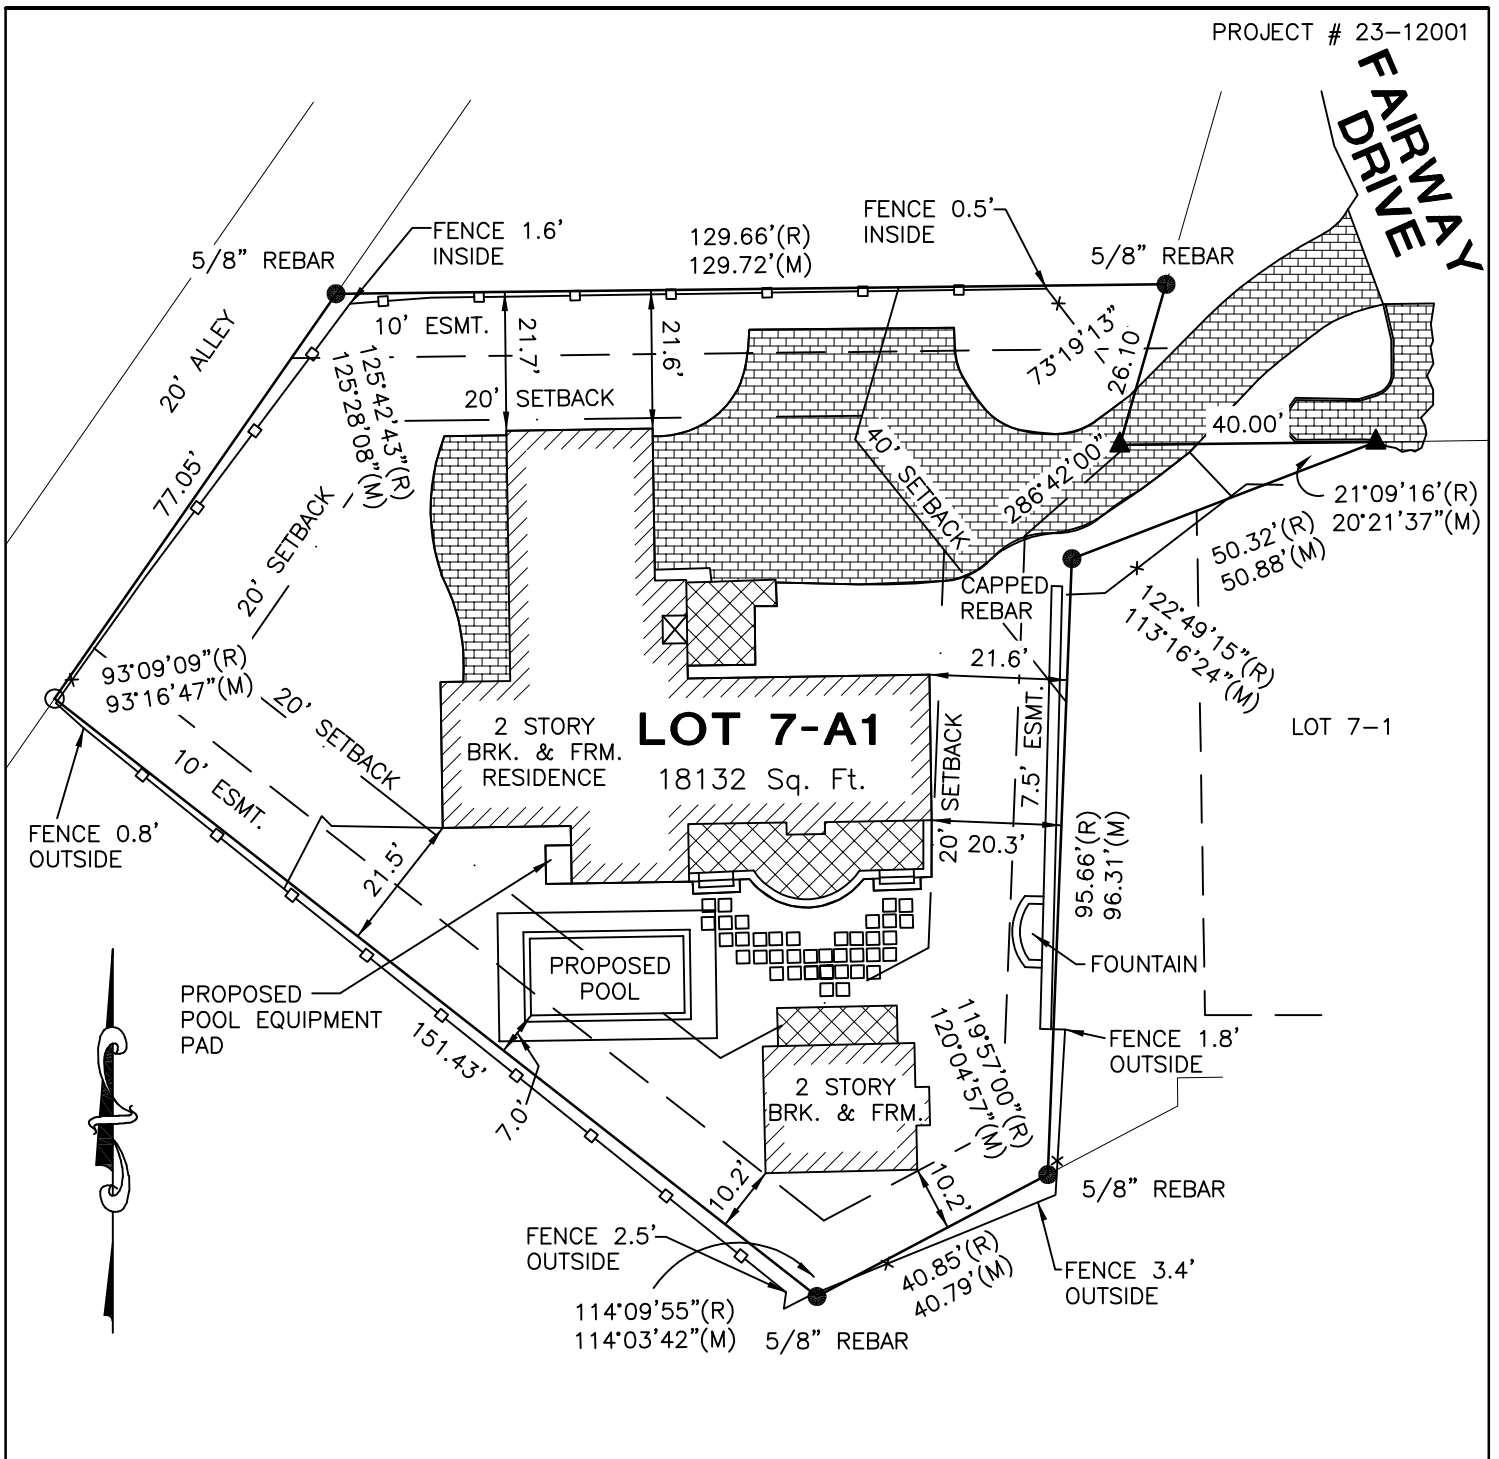 PROJECT # 23-12001
FAIRWAY
DRIVE
FENCE 1.6'
INSIDE
5/8" REBAR
129.66'(R)
129.72'(M)
FENCE 0.5'
INSIDE
5/8" REBAR
20' ALLEY
10' ESMT.
21.7'
21.6'
73°19'13"
26.10
125°42'43"(R)
125°28'08"(M)
20' SETBACK
40.00'
77.05'
40' SETBACK
286°42'00"
21°09'16'(R)
20°21'37"(M)
20' SETBACK
50.32'(R)
50.88'(M)
CAPPED
REBAR
122°49'15"(R)
113°16'24"(M)
93°09'09"(R)
93°16'47"(M)
21.6'
20' SETBACK
2 STORY
BRK. & FRM.
RESIDENCE
LOT 7-A1
18132 Sq. Ft.
20' SETBACK
7.5' ESMT.
LOT 7-1
10' ESMT.
FENCE 0.8'
OUTSIDE
21.5'
20.3'
95.66'(R)
96.31'(M)
PROPOSED
POOL
FOUNTAIN
PROPOSED
POOL EQUIPMENT
PAD
151.43'
7.0'
119°57'00"(R)
120°04'57"(M)
FENCE 1.8'
OUTSIDE
2 STORY
BRK. & FRM.
10.2'
10.2'
5/8" REBAR
FENCE 2.5'
OUTSIDE
40.85'(R)
40.79'(M)
FENCE 3.4'
OUTSIDE
114°09'55"(R)
114°03'42"(M)
5/8" REBAR